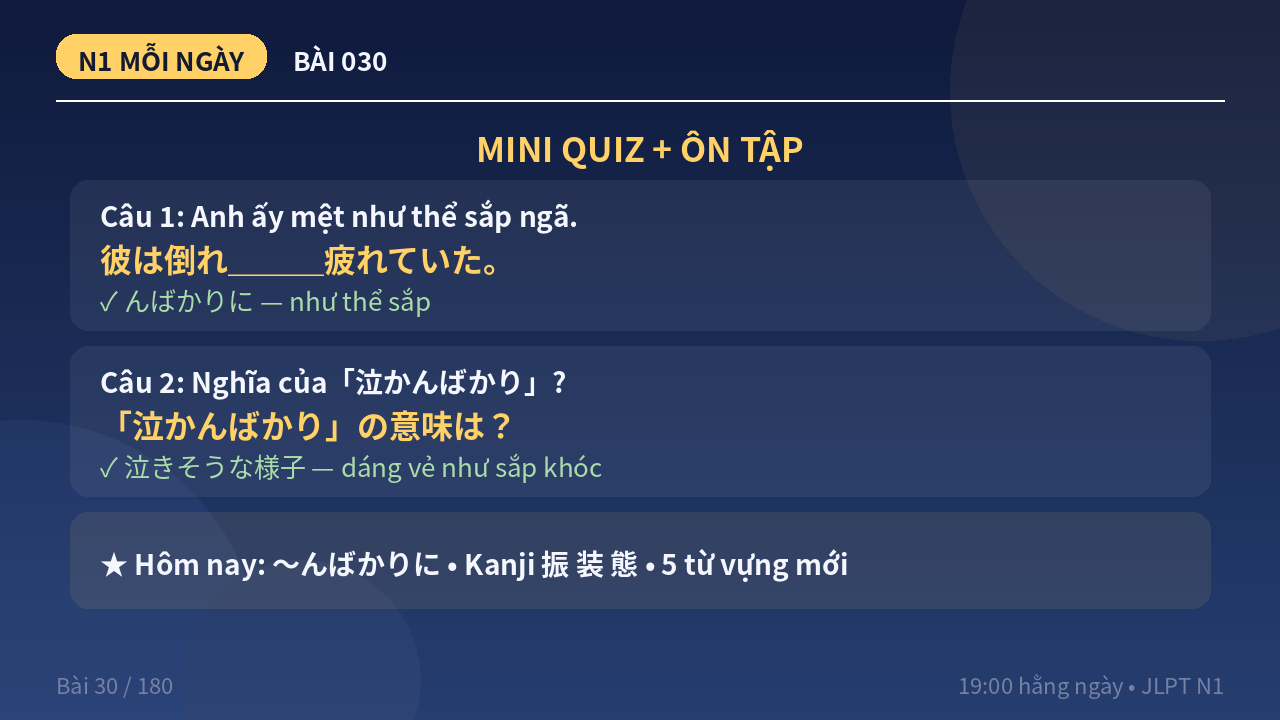 N1 MỖI NGÀY BÀI 030
MINI QUIZ + ÔN TẬP
Câu 1: Anh ấy mệt như thể sắp ngã.
彼は倒れ______疲れていた。
✓ んばかりに — như thể sắp
Câu 2: Nghĩa của「泣かんばかり」?
「泣かんばかり」の意味は？
✓ 泣きそうな様子 — dáng vẻ như sắp khóc
★ Hôm nay: 〜んばかりに • Kanji 振 装 態 • 5 từ vựng mới
Bài 30 / 180
19:00 hằng ngày • JLPT N1